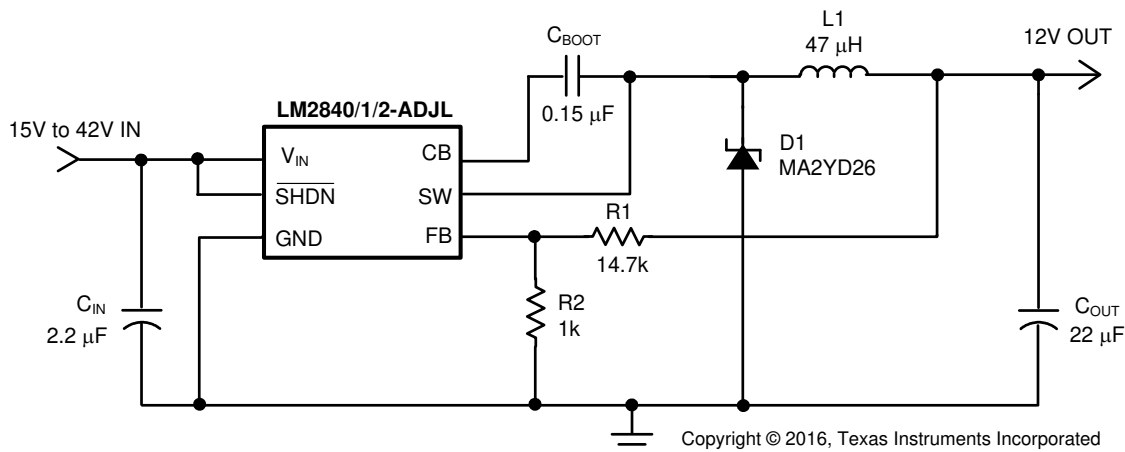 L1
47 μH
12V OUT
C_BOOT
0.15 μF
LM2840/1/2-ADJL
15V to 42V IN
V_IN
CB
SHDN
SW
GND
FB
D1
MA2YD26
R1
14.7k
R2
1k
C_IN
2.2 μF
C_OUT
22 μF
Copyright © 2016, Texas Instruments Incorporated